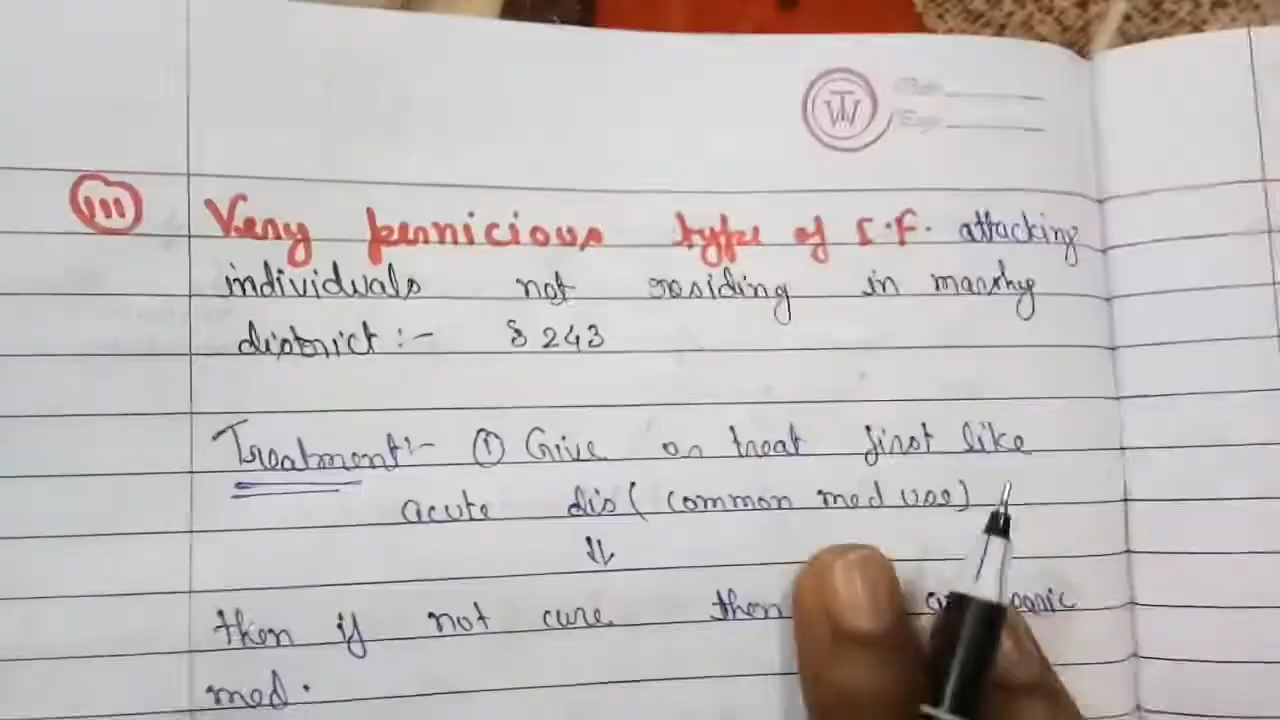 TW
(III) Very pernicious type of I.F. attacking
individuals not residing in marshy
district :- § 243
Treatment :- ① Give or treat first like
acute dis ( common med use)
⇓
then if not cure then
med.